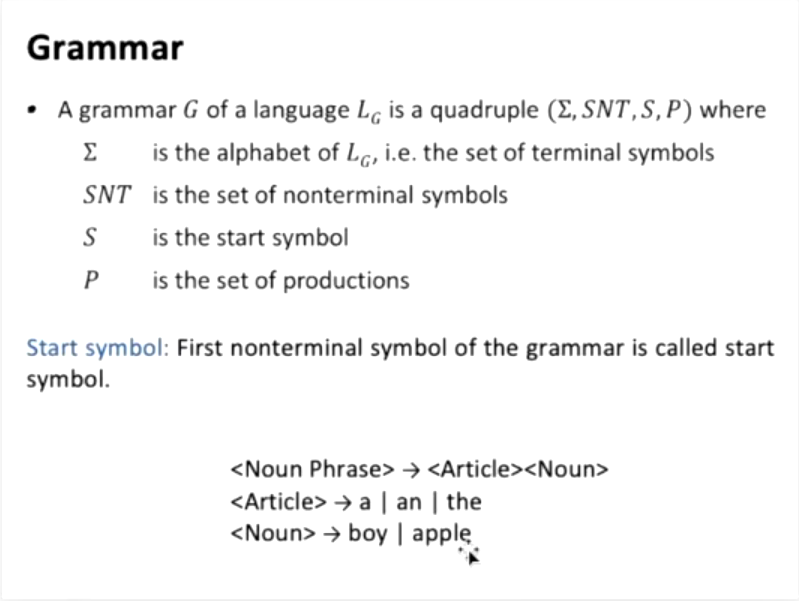 Grammar
• A grammar G of a language L_G is a quadruple (Σ, SNT, S, P) where
Σ is the alphabet of L_G, i.e. the set of terminal symbols
SNT is the set of nonterminal symbols
S is the start symbol
P is the set of productions
Start symbol: First nonterminal symbol of the grammar is called start
symbol.
<Noun Phrase> → <Article><Noun>
<Article> → a | an | the
<Noun> → boy | apple